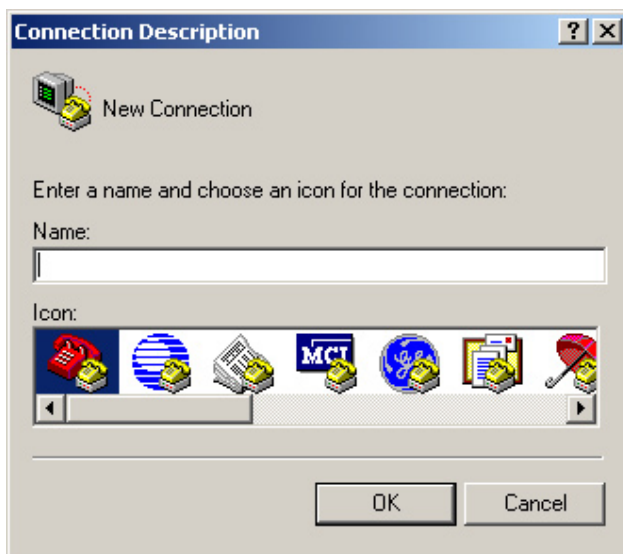 Connection Description
New Connection
Enter a name and choose an icon for the connection:
Name:
Icon:
MCI
OK Cancel